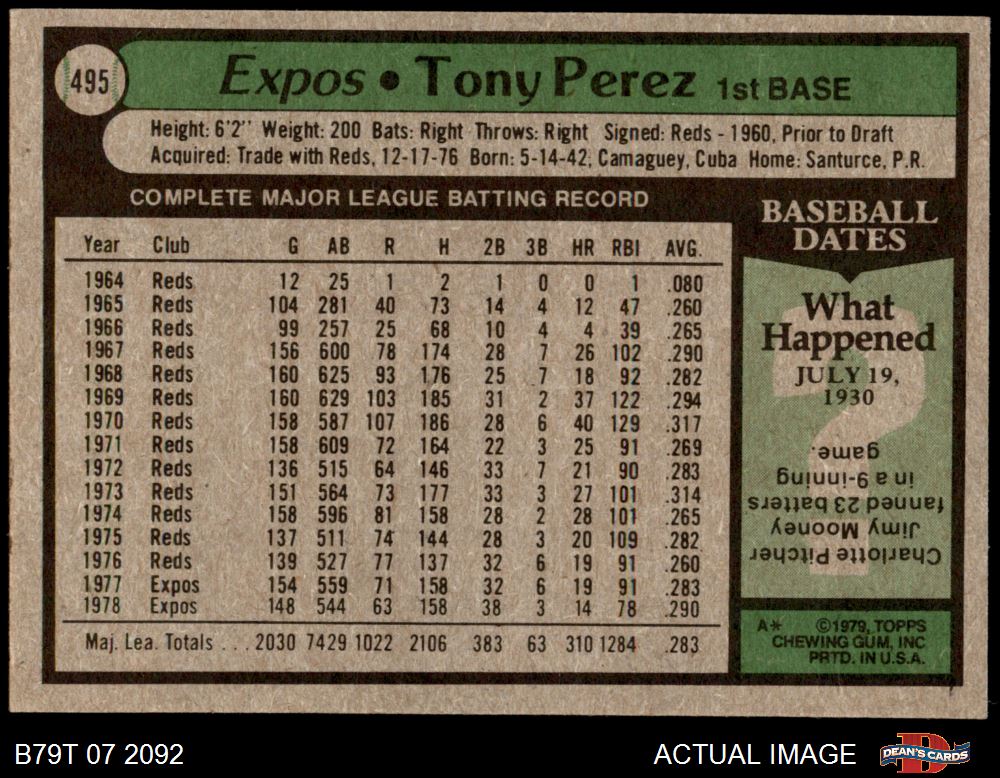 495
Expos • Tony Perez 1st BASE
Height: 6'2" Weight: 200 Bats: Right Throws: Right Signed: Reds - 1960, Prior to Draft
Acquired: Trade with Reds, 12-17-76 Born: 5-14-42, Camaguey, Cuba Home: Santurce, P.R.
COMPLETE MAJOR LEAGUE BATTING RECORD
Year Club G AB R H 2B 3B HR RBI AVG.
1964 Reds 12 25 1 2 1 0 0 1 .080
1965 Reds 104 281 40 73 14 4 12 47 .260
1966 Reds 99 257 25 68 10 4 4 39 .265
1967 Reds 156 600 78 174 28 7 26 102 .290
1968 Reds 160 625 93 176 25 7 18 92 .282
1969 Reds 160 629 103 185 31 2 37 122 .294
1970 Reds 158 587 107 186 28 6 40 129 .317
1971 Reds 158 609 72 164 22 3 25 91 .269
1972 Reds 136 515 64 146 33 7 21 90 .283
1973 Reds 151 564 73 177 33 3 27 101 .314
1974 Reds 158 596 81 158 28 2 28 101 .265
1975 Reds 137 511 74 144 28 3 20 109 .282
1976 Reds 139 527 77 137 32 6 19 91 .260
1977 Expos 154 559 71 158 32 6 19 91 .283
1978 Expos 148 544 63 158 38 3 14 78 .290
Maj. Lea. Totals . . . 2030 7429 1022 2106 383 63 310 1284 .283
BASEBALL
DATES
What
Happened
JULY 19,
1930
?
Charlotte Pitcher
Jimy Mooney
fanned 23 batters
in a 9-inning
game.
A* ©1979, TOPPS
CHEWING GUM, INC
PRTD. IN U.S.A.
B79T 07 2092
ACTUAL IMAGE
D
DEAN'S CARDS